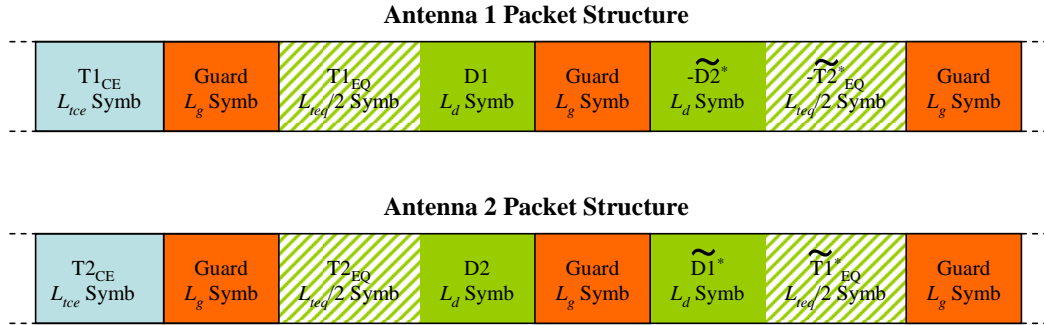 Antenna 1 Packet Structure
T1CE Guard T1EQ D1 Guard -D̃2* -T̃2*EQ Guard
Ltce Symb Lg Symb Lteq/2 Symb Ld Symb Lg Symb Ld Symb Lteq/2 Symb Lg Symb
Antenna 2 Packet Structure
T2CE Guard T2EQ D2 Guard D̃1* T̃1*EQ Guard
Ltce Symb Lg Symb Lteq/2 Symb Ld Symb Lg Symb Ld Symb Lteq/2 Symb Lg Symb